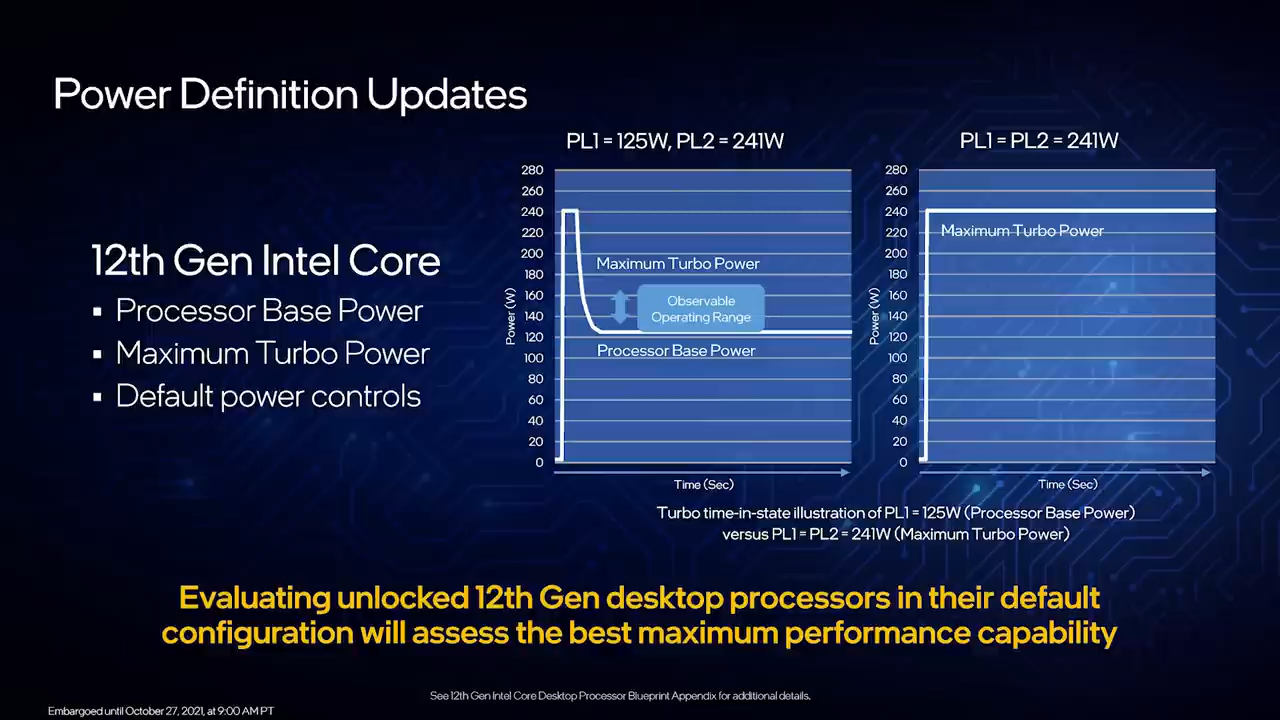 Power Definition Updates
12th Gen Intel Core
▪ Processor Base Power
▪ Maximum Turbo Power
▪ Default power controls
PL1 = 125W, PL2 = 241W
280
260
240
220
200
180
160
140
120
100
80
60
40
20
0
Power (W)
Maximum Turbo Power
Observable
Operating Range
Processor Base Power
Time (Sec)
PL1 = PL2 = 241W
280
260
240
220
200
180
160
140
120
100
80
60
40
20
0
Power (W)
Maximum Turbo Power
Time (Sec)
Turbo time-in-state illustration of PL1 = 125W (Processor Base Power)
versus PL1 = PL2 = 241W (Maximum Turbo Power)
Evaluating unlocked 12th Gen desktop processors in their default
configuration will assess the best maximum performance capability
See 12th Gen Intel Core Desktop Processor Blueprint Appendix for additional details.
Embargoed until October 27, 2021, at 9:00 AM PT